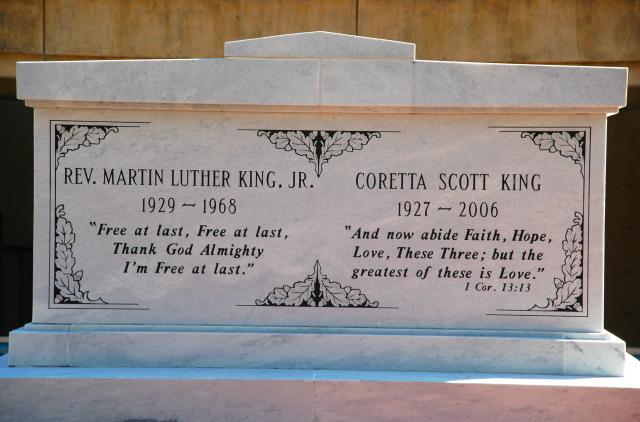 REV. MARTIN LUTHER KING, JR.
1929 ~ 1968
"Free at last, Free at last,
Thank God Almighty
I'm Free at last."
CORETTA SCOTT KING
1927 ~ 2006
"And now abide Faith, Hope,
Love, These Three; but the
greatest of these is Love."
1 Cor. 13:13